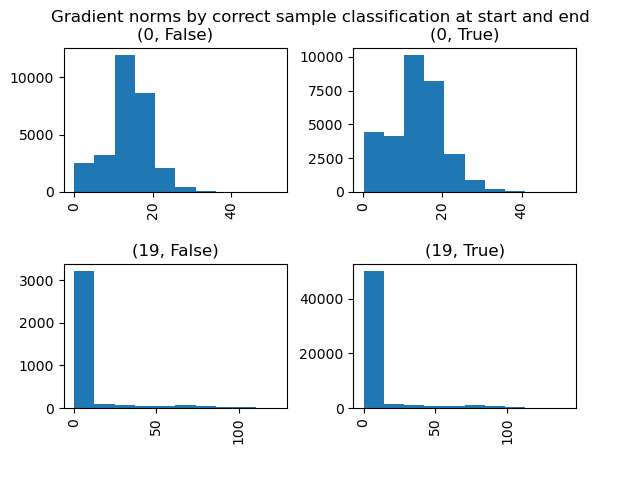 Gradient norms by correct sample classification at start and end
(0, False) (0, True)
10000 10000
7500
5000 5000
2500
0 0
0 20 40 0 20 40
(19, False) (19, True)
3000
40000
2000
20000
1000
0 0
0 50 100 0 50 100